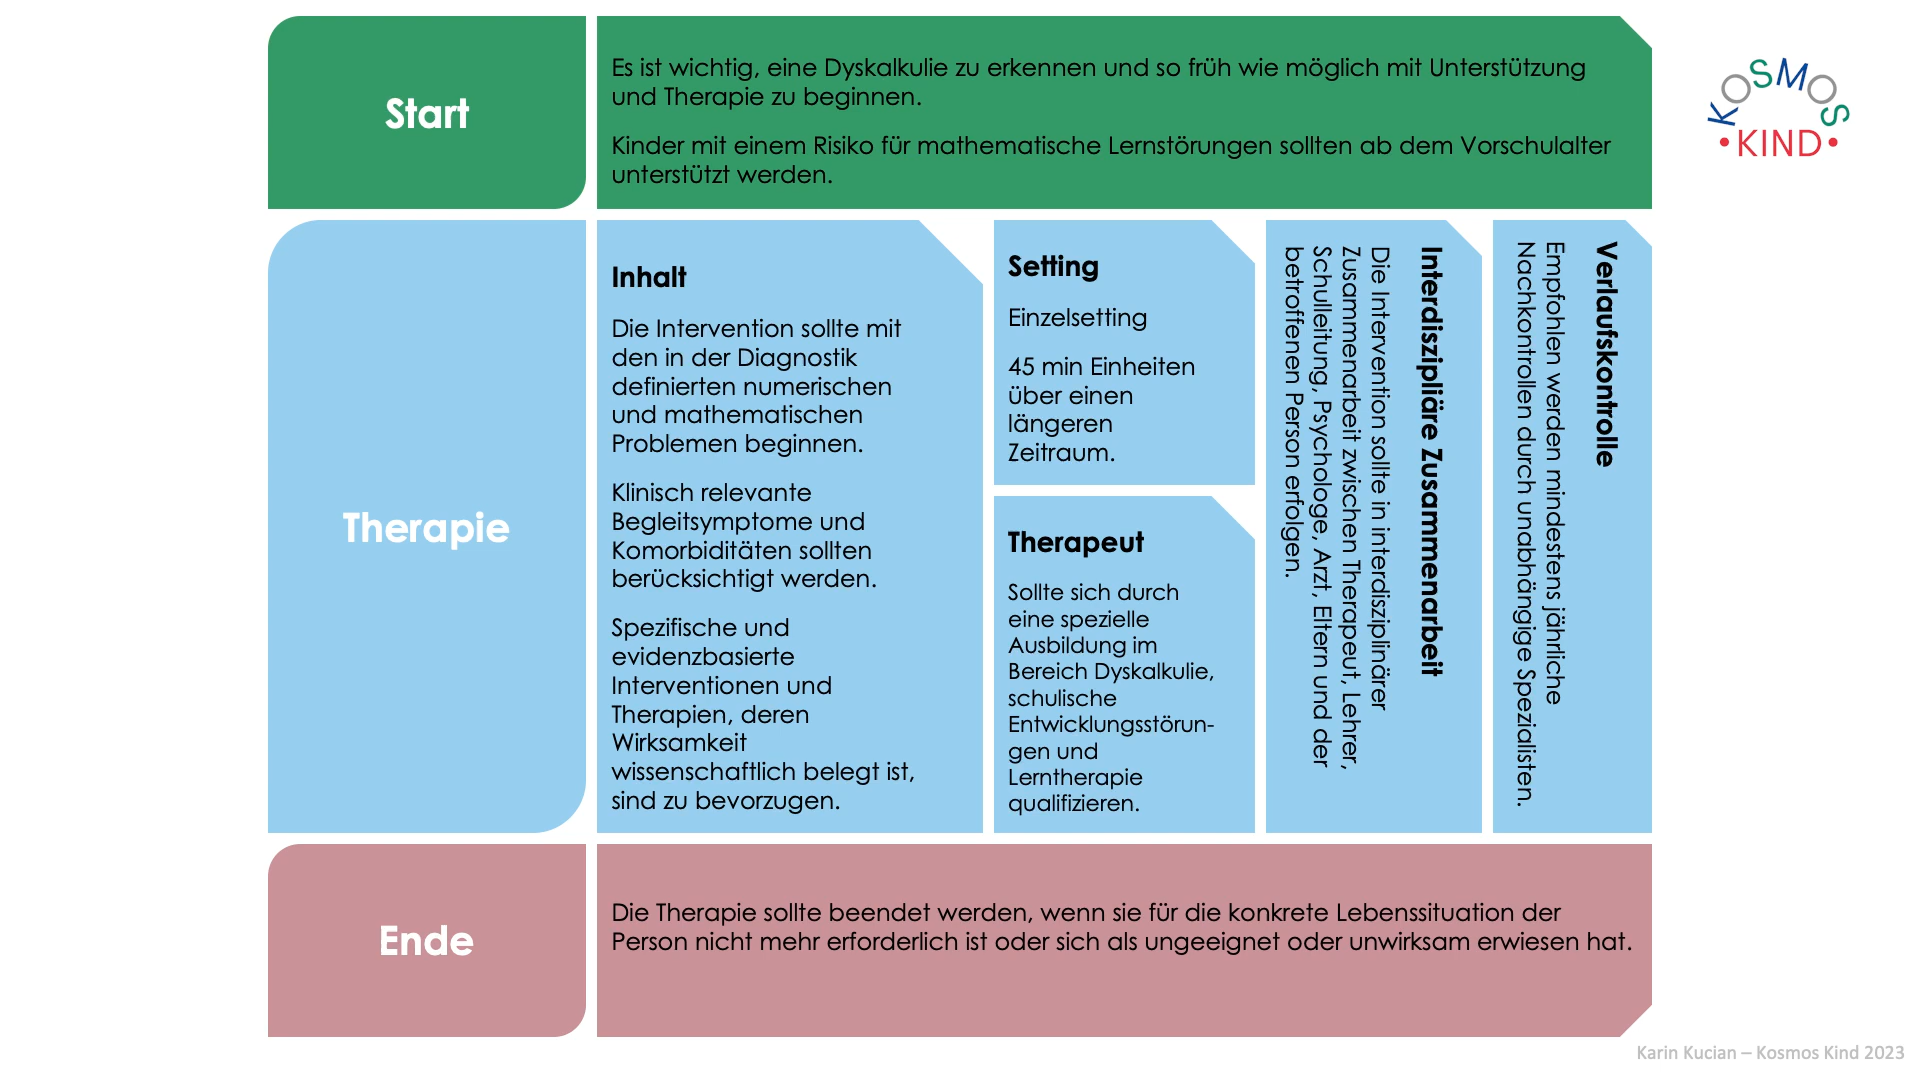 Start
Es ist wichtig, eine Dyskalkulie zu erkennen und so früh wie möglich mit Unterstützung
und Therapie zu beginnen.
Kinder mit einem Risiko für mathematische Lernstörungen sollten ab dem Vorschulalter
unterstützt werden.
KOSMOS
• KIND •
Therapie
Inhalt
Die Intervention sollte mit
den in der Diagnostik
definierten numerischen
und mathematischen
Problemen beginnen.
Klinisch relevante
Begleitsymptome und
Komorbiditäten sollten
berücksichtigt werden.
Spezifische und
evidenzbasierte
Interventionen und
Therapien, deren
Wirksamkeit
wissenschaftlich belegt ist,
sind zu bevorzugen.
Setting
Einzelsetting
45 min Einheiten
über einen
längeren
Zeitraum.
Therapeut
Sollte sich durch
eine spezielle
Ausbildung im
Bereich Dyskalkulie,
schulische
Entwicklungsstörun-
gen und
Lerntherapie
qualifizieren.
Interdiszipliäre Zusammenarbeit
Die Intervention sollte in interdisziplinärer
Zusammenarbeit zwischen Therapeut, Lehrer,
Schulleitung, Psychologe, Arzt, Eltern und der
betroffenen Person erfolgen.
Verlaufskontrolle
Empfohlen werden mindestens jährliche
Nachkontrollen durch unabhängige Spezialisten.
Ende
Die Therapie sollte beendet werden, wenn sie für die konkrete Lebenssituation der
Person nicht mehr erforderlich ist oder sich als ungeeignet oder unwirksam erwiesen hat.
Karin Kucian – Kosmos Kind 2023